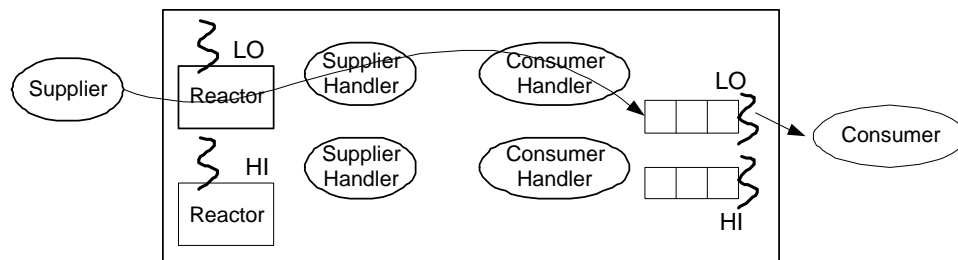 LO
Supplier
Reactor
Supplier
Handler
Consumer
Handler
LO
Consumer
HI
Reactor
Supplier
Handler
Consumer
Handler
HI